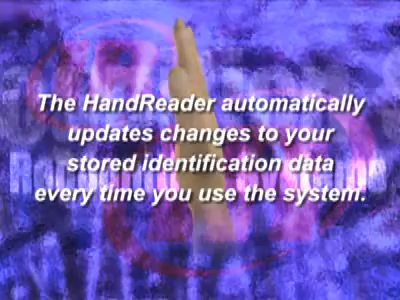 The HandReader automatically
updates changes to your
stored identification data
every time you use the system.